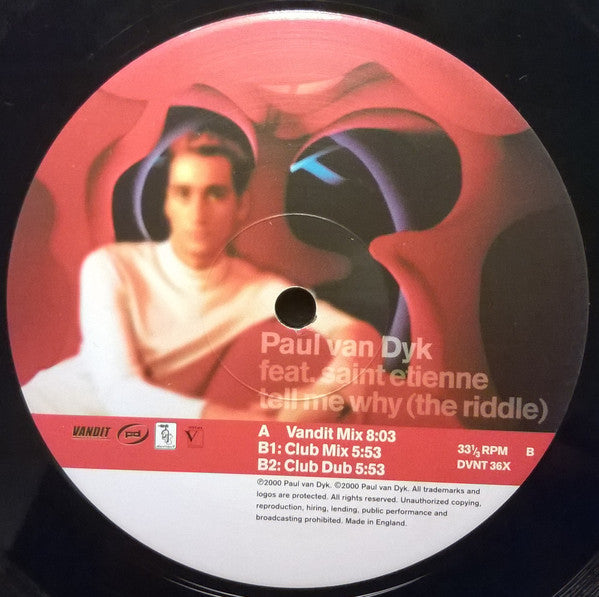 Paul van Dyk
feat. saint etienne
tell me why (the riddle)
VANDIT pd
A Vandit Mix 8:03
B1: Club Mix 5:53
B2: Club Dub 5:53
33⅓ RPM B
DVNT 36X
℗2000 Paul van Dyk. ©2000 Paul van Dyk. All trademarks and
logos are protected. All rights reserved. Unauthorized copying,
reproduction, hiring, lending, public performance and
broadcasting prohibited. Made in England.